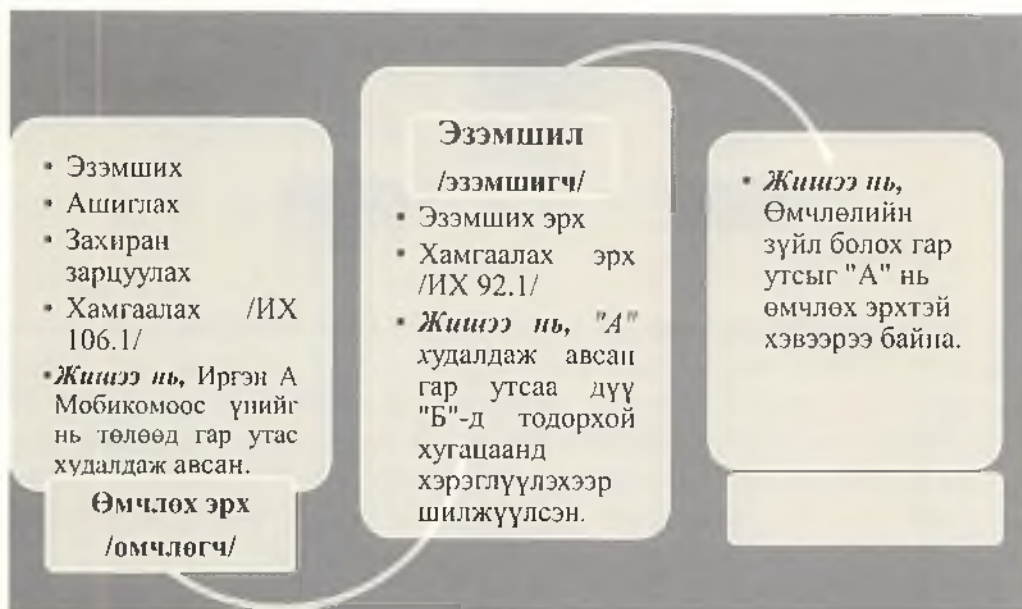 • Эзэмших
• Ашиглах
• Захиран
зарцуулах
• Хамгаалах /ИХ
106.1/
•Жишээ нь, Иргэн А
Мобикомоос үнийг
нь төлөөд гар утас
худалдаж авсан.
Өмчлөх эрх
/өмчлөгч/
Эзэмшил
/эзэмшигч/
• Эзэмших эрх
• Хамгаалах эрх
/ИХ 92.1/
• Жишээ нь, "А"
худалдаж авсан
гар утсаа дүү
"Б"-д тодорхой
хугацаанд
хэрэглүүлэхээр
шилжүүлсэн.
• Жишээ нь,
Өмчлөлийн
зүйл болох гар
утсыг "А" нь
өмчлөх эрхтэй
хэвээрээ байна.